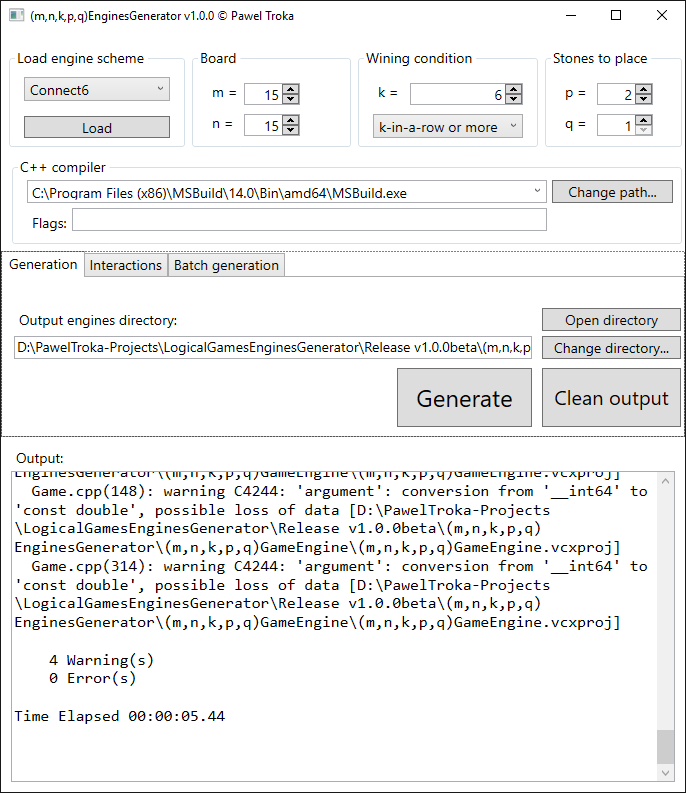 (m,n,k,p,q)EnginesGenerator v1.0.0 © Pawel Troka
Load engine scheme
Connect6
Load
Board
m = 15
n = 15
Wining condition
k = 6
k-in-a-row or more
Stones to place
p = 2
q = 1
C++ compiler
C:\Program Files (x86)\MSBuild\14.0\Bin\amd64\MSBuild.exe
Change path...
Flags:
Generation Interactions Batch generation
Output engines directory:
Open directory
D:\PawelTroka-Projects\LogicalGamesEnginesGenerator\Release v1.0.0beta\(m,n,k,p
Change directory...
Generate
Clean output
Output:
EnginesGenerator\(m,n,k,p,q)GameEngine\(m,n,k,p,q)GameEngine.vcxproj]
Game.cpp(148): warning C4244: 'argument': conversion from '__int64' to
'const double', possible loss of data [D:\PawelTroka-Projects
\LogicalGamesEnginesGenerator\Release v1.0.0beta\(m,n,k,p,q)
EnginesGenerator\(m,n,k,p,q)GameEngine\(m,n,k,p,q)GameEngine.vcxproj]
Game.cpp(314): warning C4244: 'argument': conversion from '__int64' to
'const double', possible loss of data [D:\PawelTroka-Projects
\LogicalGamesEnginesGenerator\Release v1.0.0beta\(m,n,k,p,q)
EnginesGenerator\(m,n,k,p,q)GameEngine\(m,n,k,p,q)GameEngine.vcxproj]
4 Warning(s)
0 Error(s)
Time Elapsed 00:00:05.44